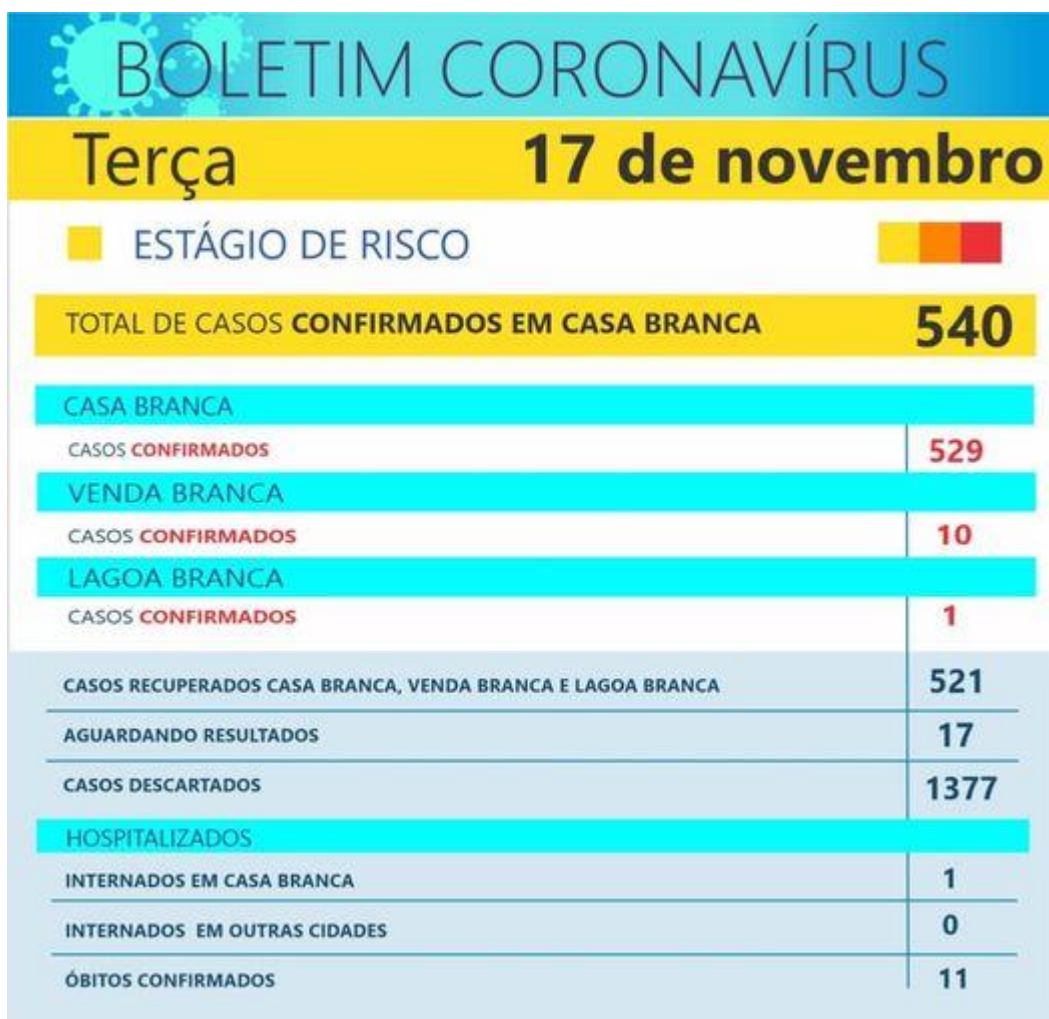 BOLETIM CORONAVÍRUS
Terça 17 de novembro
ESTÁGIO DE RISCO
TOTAL DE CASOS CONFIRMADOS EM CASA BRANCA 540
CASA BRANCA
CASOS CONFIRMADOS 529
VENDA BRANCA
CASOS CONFIRMADOS 10
LAGOA BRANCA
CASOS CONFIRMADOS 1
CASOS RECUPERADOS CASA BRANCA, VENDA BRANCA E LAGOA BRANCA 521
AGUARDANDO RESULTADOS 17
CASOS DESCARTADOS 1377
HOSPITALIZADOS
INTERNADOS EM CASA BRANCA 1
INTERNADOS EM OUTRAS CIDADES 0
ÓBITOS CONFIRMADOS 11